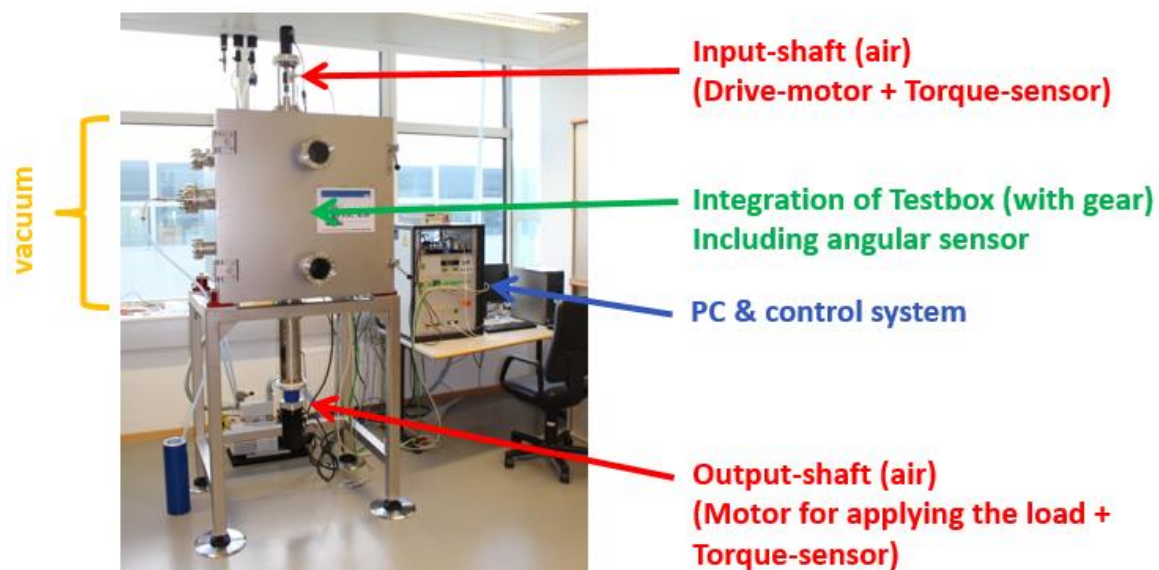 Input-shaft (air)
(Drive-motor + Torque-sensor)
vacuum
Integration of Testbox (with gear)
Including angular sensor
PC & control system
Output-shaft (air)
(Motor for applying the load +
Torque-sensor)